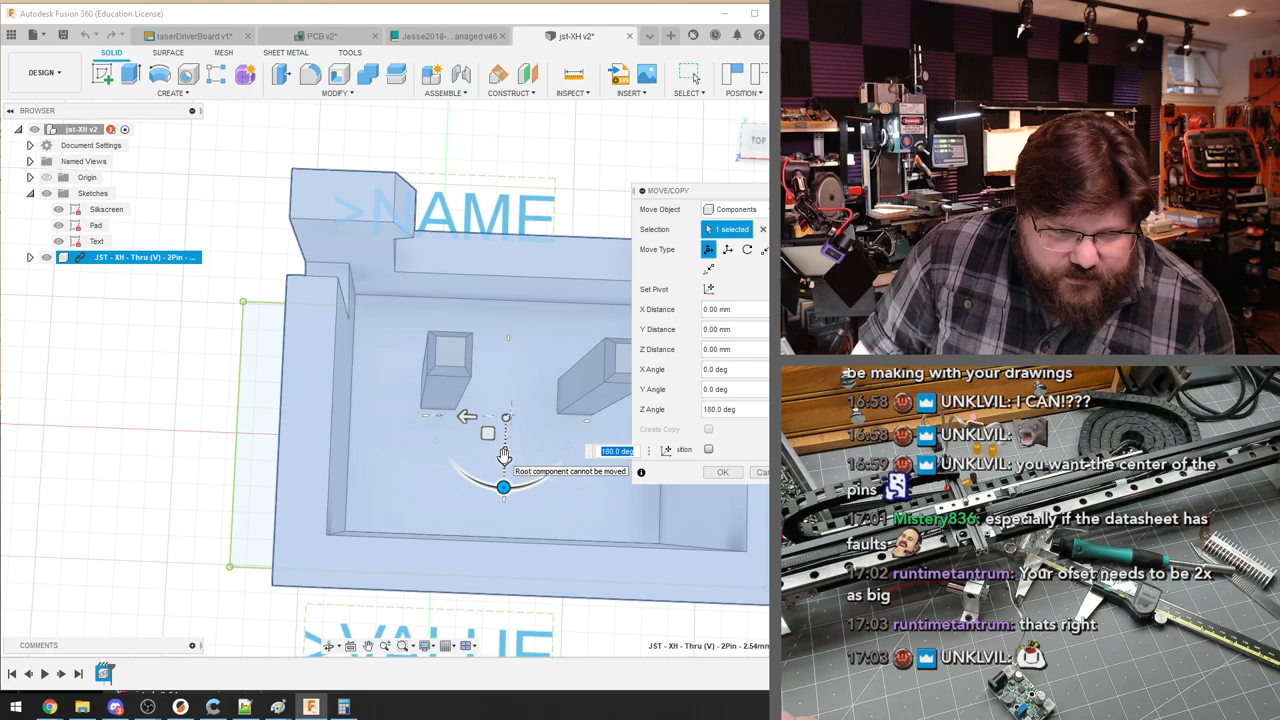 Autodesk Fusion 360 (Education License)
laserDriverBoard v1*
PCB v2*
Jesse2018-...anaged v46
jst-XH v2*
SOLID
SURFACE
MESH
SHEET METAL
TOOLS
DESIGN
CREATE
MODIFY
ASSEMBLE
CONSTRUCT
INSPECT
INSERT
SELECT
POSITION
BROWSER
jst-XH v2
Document Settings
Named Views
Origin
Sketches
Silkscreen
Pad
Text
JST - XH - Thru (V) - 2Pin - ...
>NAME
>VALUE
TOP
Z
MOVE/COPY
Move Object
Components
Selection
1 selected
Move Type
Set Pivot
X Distance
0.00 mm
Y Distance
0.00 mm
Z Distance
0.00 mm
X Angle
0.0 deg
Y Angle
0.0 deg
Z Angle
180.0 deg
Create Copy
180.0 deg
sition
Root component cannot be moved
OK
Can
COMMENTS
JST - XH - Thru (V) - 2Pin - 2.54mm
be making with your drawings
16:58 UNKLVIL: I CAN!???
16:58 UNKLVIL:
16:59 UNKLVIL: you want the center of the
pins
17:01 Mistery836: especially if the datasheet has
faults
17:02 runtimetantrum: Your ofset needs to be 2x
as big
17:03 runtimetantrum: thats right
17:03 UNKLVIL: